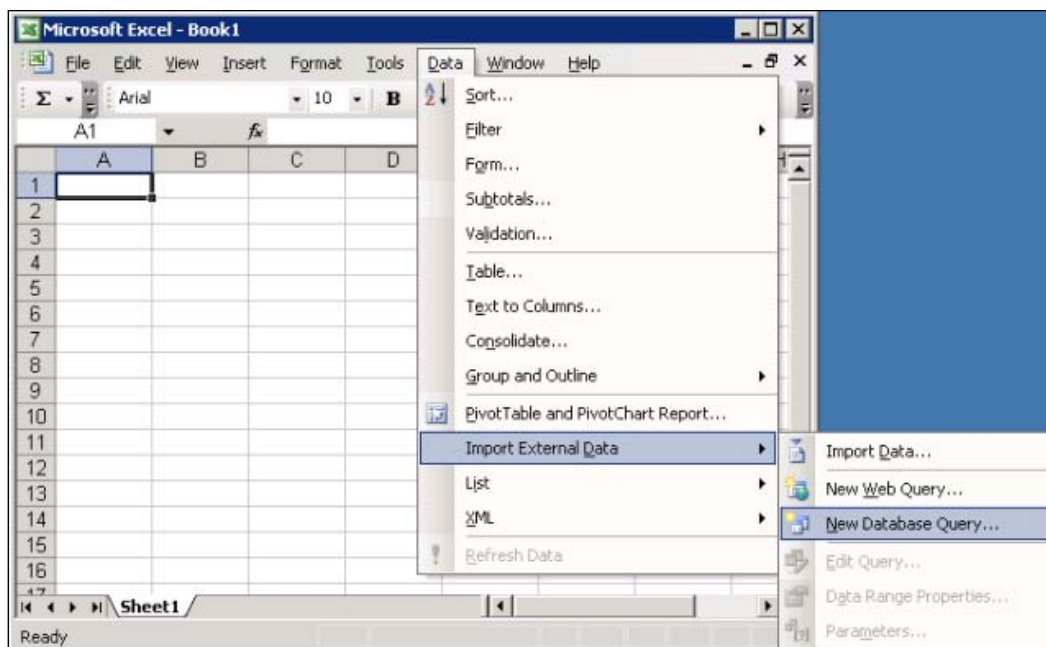 Microsoft Excel - Book1
File Edit View Insert Format Tools Data Window Help
Σ Arial 10 B
A1 fx
A B C D H
1
2
3
4
5
6
7
8
9
10
11
12
13
14
15
16
17
Sort...
Filter
Form...
Subtotals...
Validation...
Table...
Text to Columns...
Consolidate...
Group and Outline
PivotTable and PivotChart Report...
Import External Data
List
XML
Refresh Data
Import Data...
New Web Query...
New Database Query...
Edit Query...
Data Range Properties...
Parameters...
Sheet1
Ready